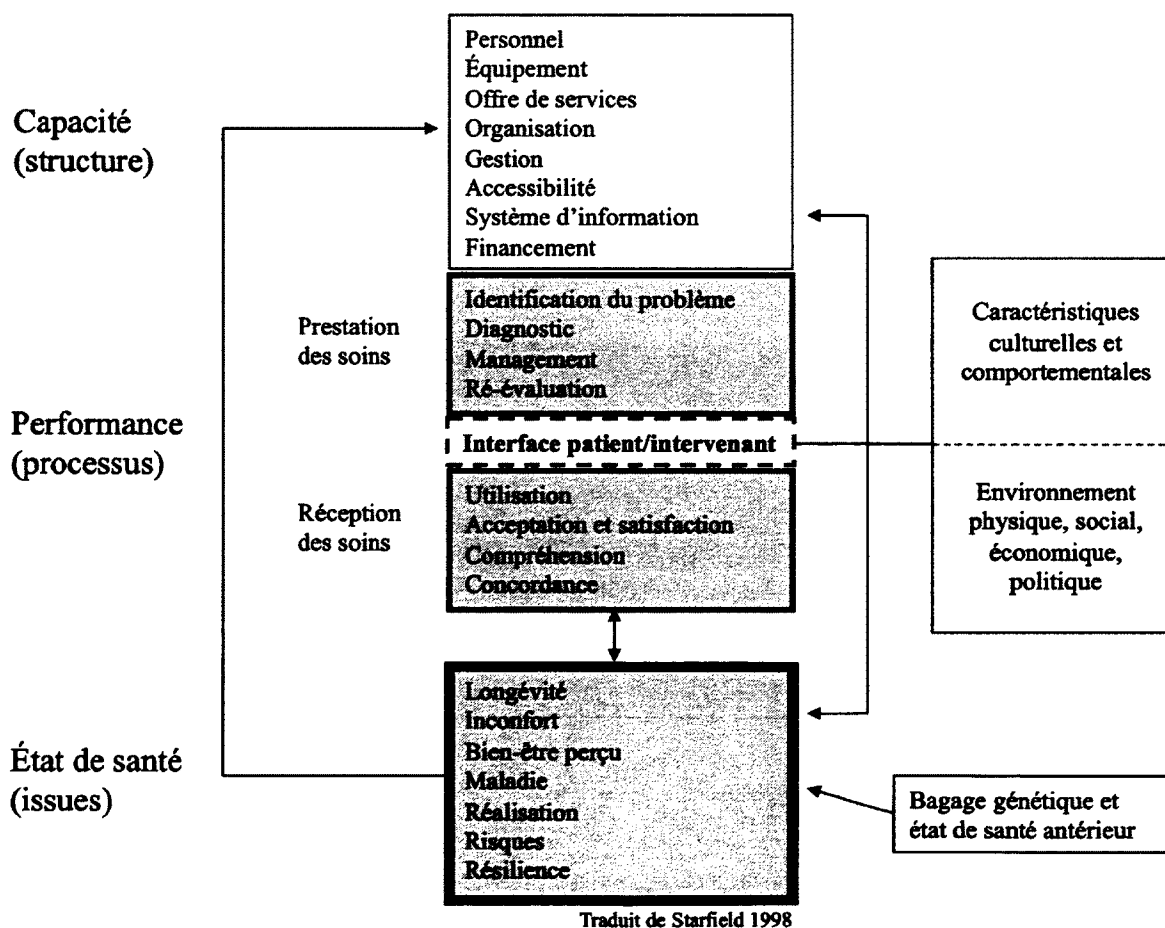 Personnel
Équipement
Offre de services
Organisation
Gestion
Accessibilité
Système d'information
Financement
Capacité
(structure)
Identification du problème
Diagnostic
Management
Ré-évaluation
Prestation
des soins
Performance
(processus)
Interface patient/intervenant
Réception
des soins
Utilisation
Acceptation et satisfaction
Compréhension
Concordance
Caractéristiques
culturelles et
comportementales
Environnement
physique, social,
économique,
politique
État de santé
(issues)
Longévité
Inconfort
Bien-être perçu
Maladie
Réalisation
Risques
Résilience
Bagage génétique et
état de santé antérieur
Traduit de Starfield 1998